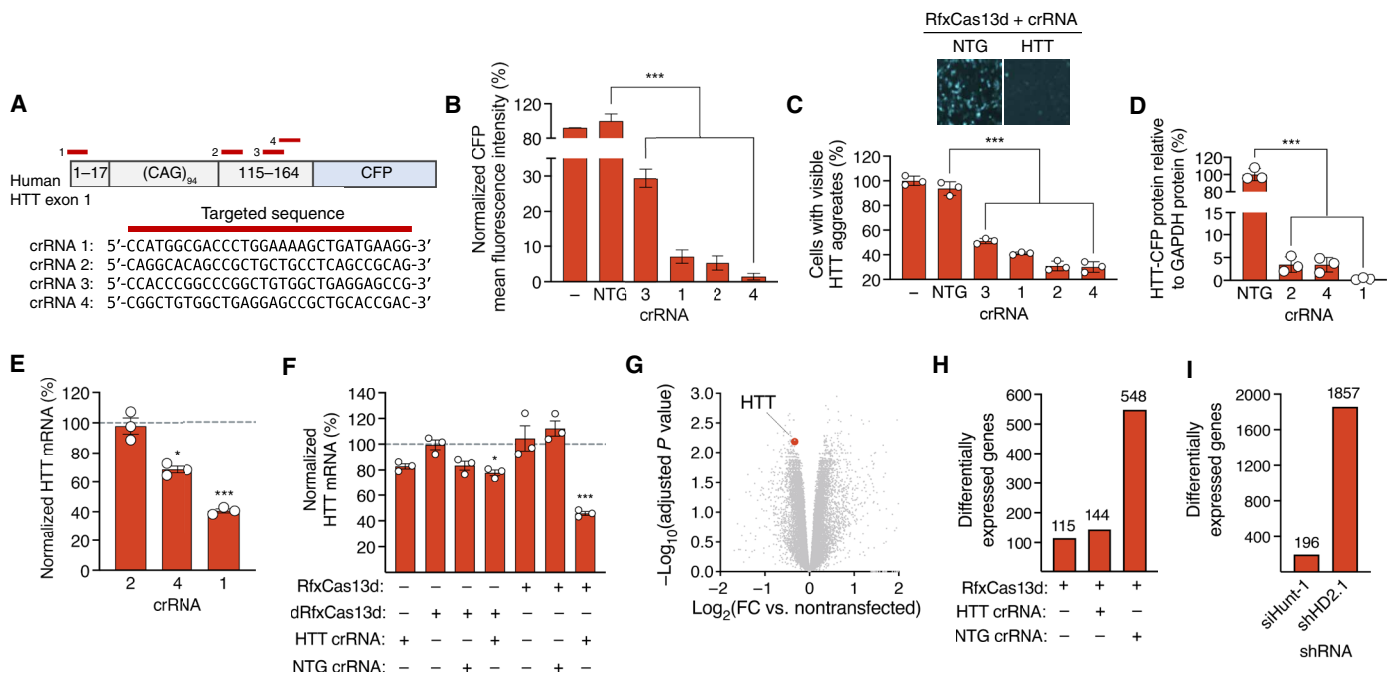 A
1
2
3
4
1–17
(CAG)94
115–164
CFP
Human
HTT exon 1
Targeted sequence
crRNA 1: 5′-CCATGGCGACCCTGGAAAAGCTGATGAAGG-3′
crRNA 2: 5′-CAGGCACAGCCGCTGCTGCCTCAGCCGCAG-3′
crRNA 3: 5′-CCACCCGGCCCGGCTGTGGCTGAGGAGCCG-3′
crRNA 4: 5′-CGGCTGTGGCTGAGGAGCCGCTGCACCGAC-3′
B
Normalized CFP
mean fluorescence intensity (%)
***
120
80
30
20
10
0
– NTG 3 1 2 4
crRNA
RfxCas13d + crRNA
NTG HTT
C
Cells with visible
HTT aggreates (%)
***
120
100
80
60
40
20
– NTG 3 1 2 4
crRNA
D
HTT-CFP protein relative
to GAPDH protein (%)
***
120
100
80
15
10
5
0
NTG 2 4 1
crRNA
E
Normalized HTT mRNA (%)
120
100
80
60
40
20
0
*
***
2 4 1
crRNA
F
Normalized
HTT mRNA (%)
140
120
100
80
60
40
20
*
***
RfxCas13d: – – – – + + +
dRfxCas13d: – + + + – – –
HTT crRNA: + – – + – – +
NTG crRNA: – – + – – + –
G
−Log10(adjusted P value)
HTT
3.0
2.5
2.0
1.5
1.0
0.5
0.0
−2 −1 0 1 2
Log2(FC vs. nontransfected)
H
Differentially
expressed genes
600
500
400
300
200
100
115
144
548
RfxCas13d: + + +
HTT crRNA: – + –
NTG crRNA: – – +
I
Differentially
expressed genes
2000
1600
1200
800
400
196
1857
siHunt-1
shHD2.1
shRNA